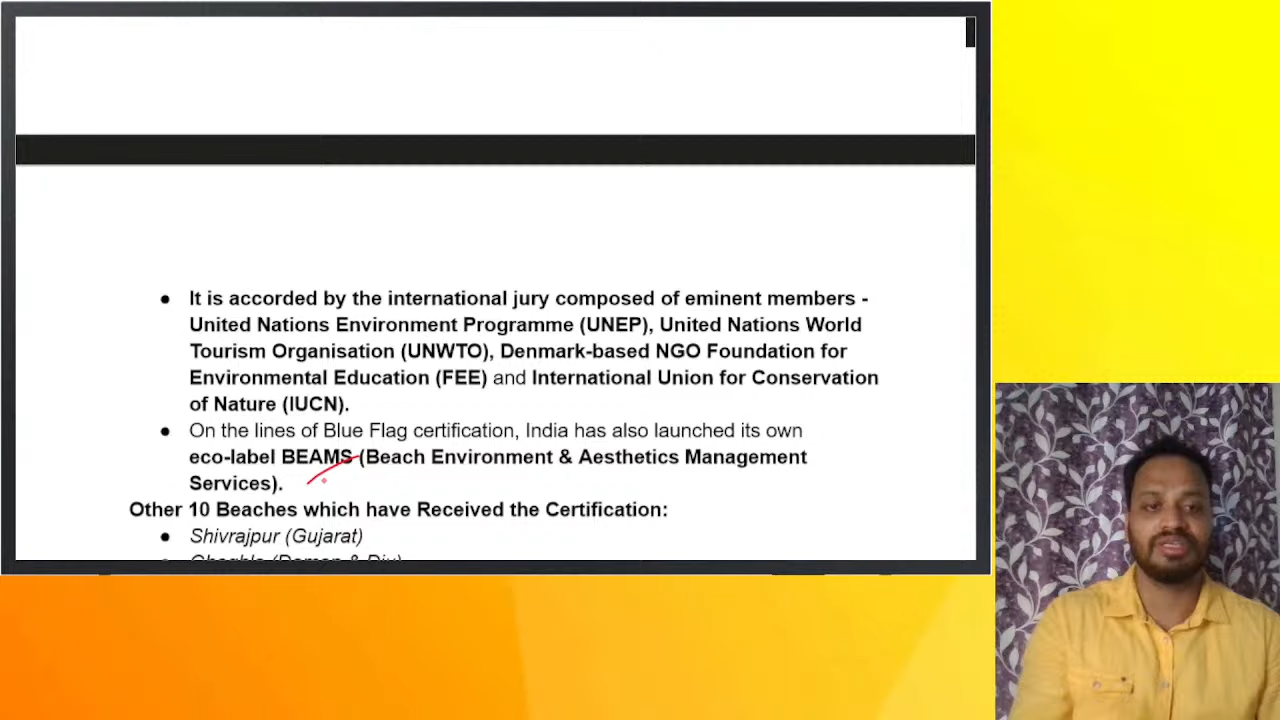 ● It is accorded by the international jury composed of eminent members -
United Nations Environment Programme (UNEP), United Nations World
Tourism Organisation (UNWTO), Denmark-based NGO Foundation for
Environmental Education (FEE) and International Union for Conservation
of Nature (IUCN).
● On the lines of Blue Flag certification, India has also launched its own
eco-label BEAMS (Beach Environment & Aesthetics Management
Services).
Other 10 Beaches which have Received the Certification:
● Shivrajpur (Gujarat)
● Ghoghla (Daman & Diu)